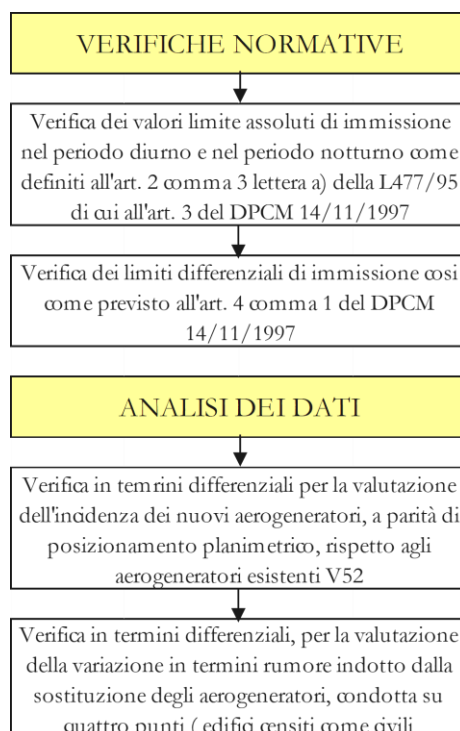 VERIFICHE NORMATIVE
Verifica dei valori limite assoluti di immissione
nel periodo diurno e nel periodo notturno come
definiti all'art. 2 comma 3 lettera a) della L477/95
di cui all'art. 3 del DPCM 14/11/1997
Verifica dei limiti differenziali di immissione cosi
come previsto all'art. 4 comma 1 del DPCM
14/11/1997
ANALISI DEI DATI
Verifica in temrini differenziali per la valutazione
dell'incidenza dei nuovi aerogeneratori, a parità di
posizionamento planimetrico, rispetto agli
aerogeneratori esistenti V52
Verifica in termini differenziali, per la valutazione
della variazione in termini rumore indotto dalla
sostituzione degli aerogeneratori, condotta su
quattro punti ( edifici censiti come civili